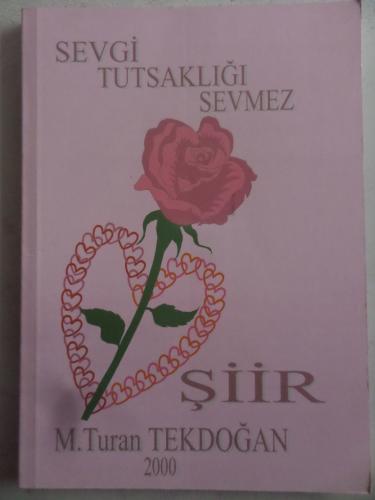 SEVGİ
TUTSAKLIĞI
SEVMEZ
ŞİİR
M.Turan TEKDOĞAN
2000